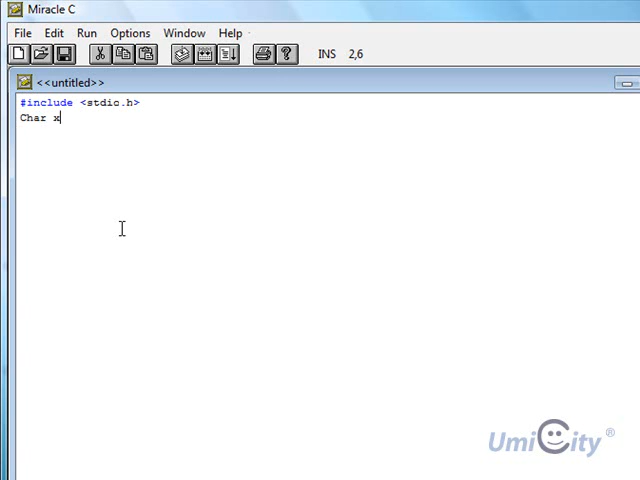 Miracle C
File Edit Run Options Window Help
INS 2,6
<<untitled>>
#include <stdio.h>
Char x
UmiCity ®